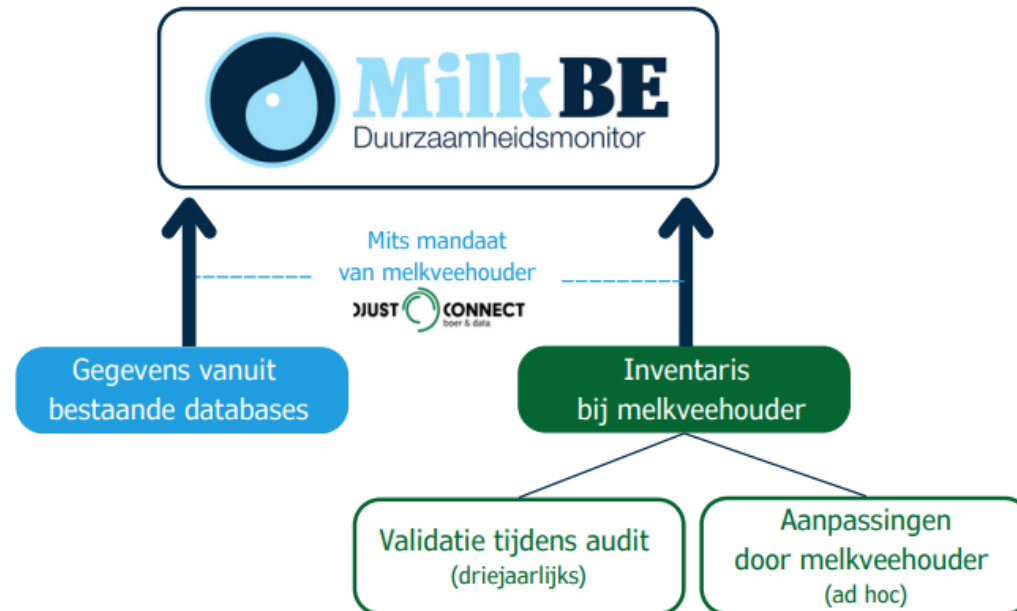 MilkBE
Duurzaamheidsmonitor
Mits mandaat
van melkveehouder
DJUST CONNECT
boer & data
Gegevens vanuit
bestaande databases
Inventaris
bij melkveehouder
Validatie tijdens audit
(driejaarlijks)
Aanpassingen
door melkveehouder
(ad hoc)